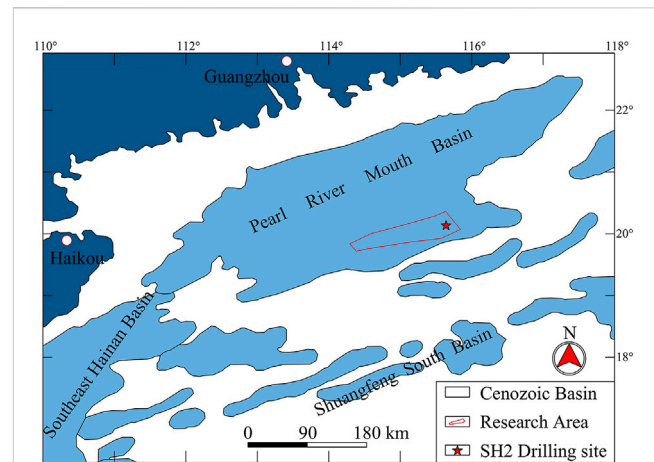 110° 112° 114° 116° 118°
Guangzhou
22°
Pearl River Mouth Basin
20°
Haikou
Southeast Hainan Basin
Shuangfeng South Basin
N
18°
Cenozoic Basin
Research Area
0 90 180 km
SH2 Drilling site